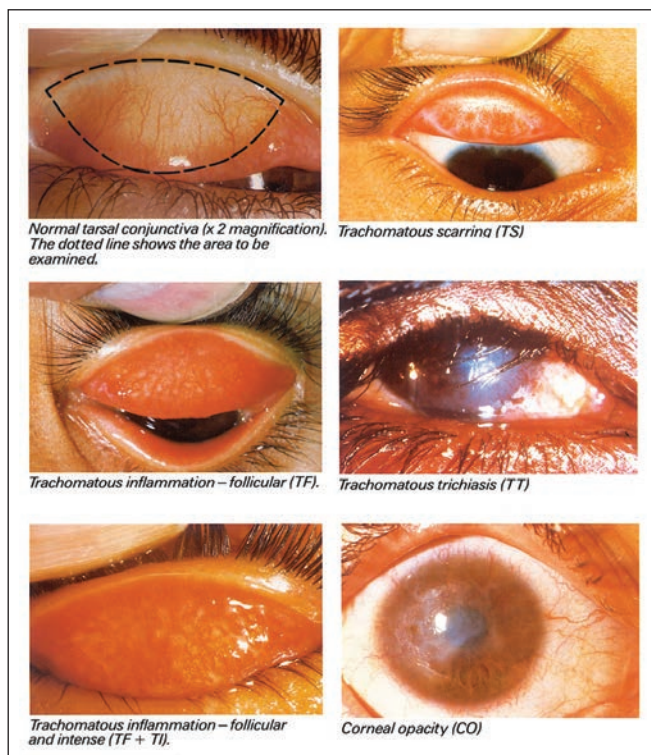 Normal tarsal conjunctiva (x 2 magnification).
The dotted line shows the area to be
examined.
Trachomatous scarring (TS)
Trachomatous inflammation – follicular (TF).
Trachomatous trichiasis (TT)
Trachomatous inflammation – follicular
and intense (TF + TI).
Corneal opacity (CO)